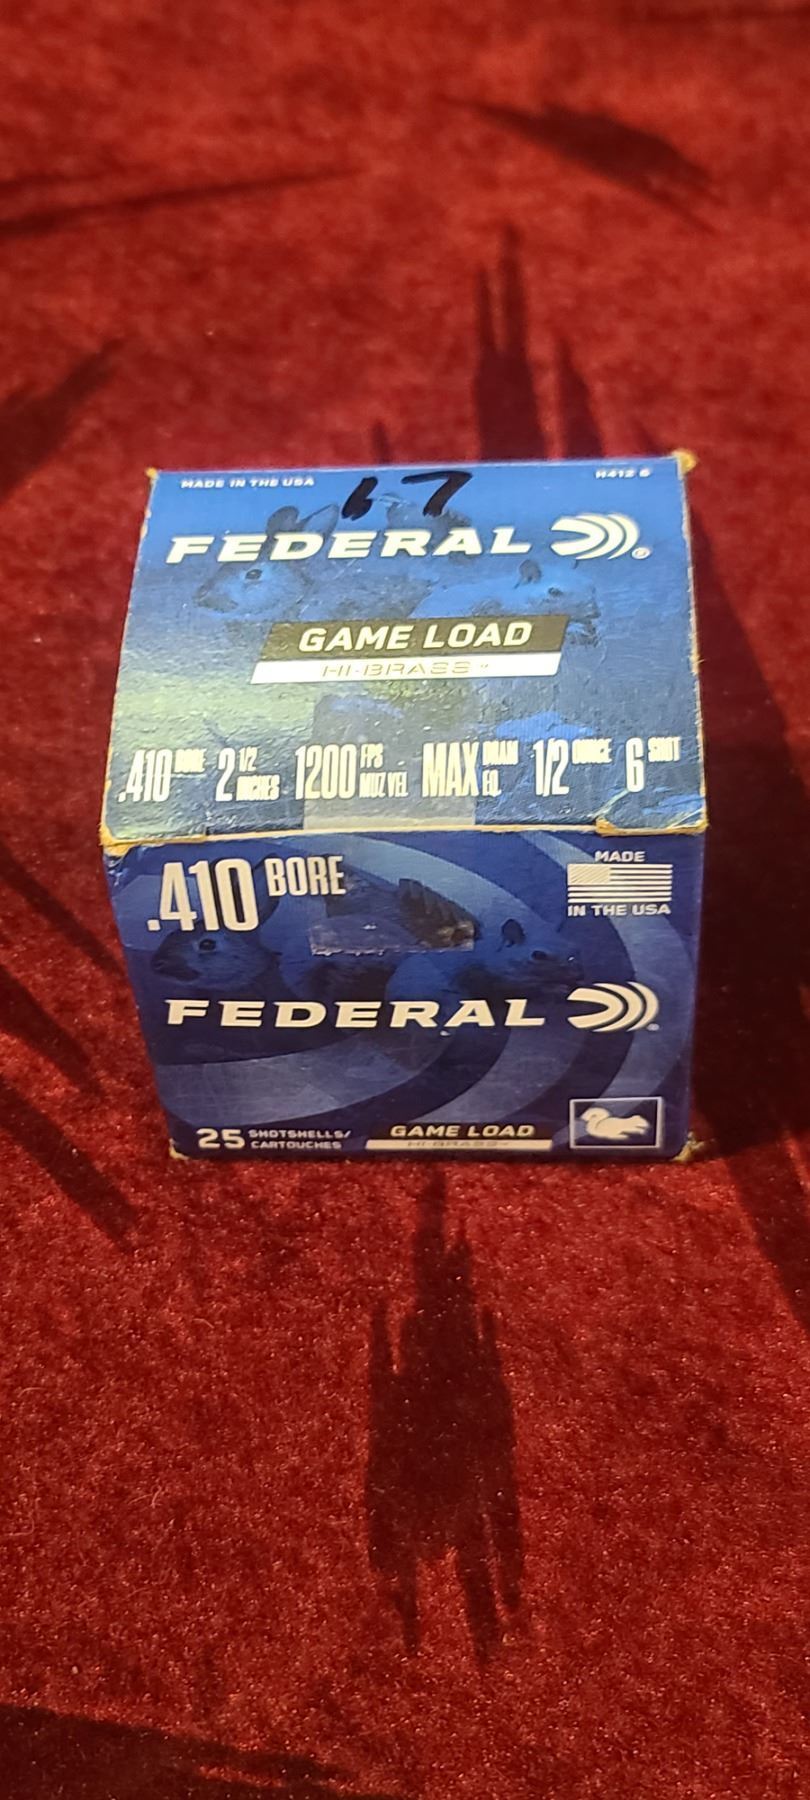 MADE IN THE USA
67
H412 6
FEDERAL
GAME LOAD
HI-BRASS
.410 BORE 2 1/2 INCHES 1200 FPS MUZ VEL MAX DRAM EQ. 1/2 OUNCE 6 SHOT
.410 BORE
MADE
IN THE USA
FEDERAL
25 SHOTSHELLS/
CARTOUCHES
GAME LOAD
HI-BRASS